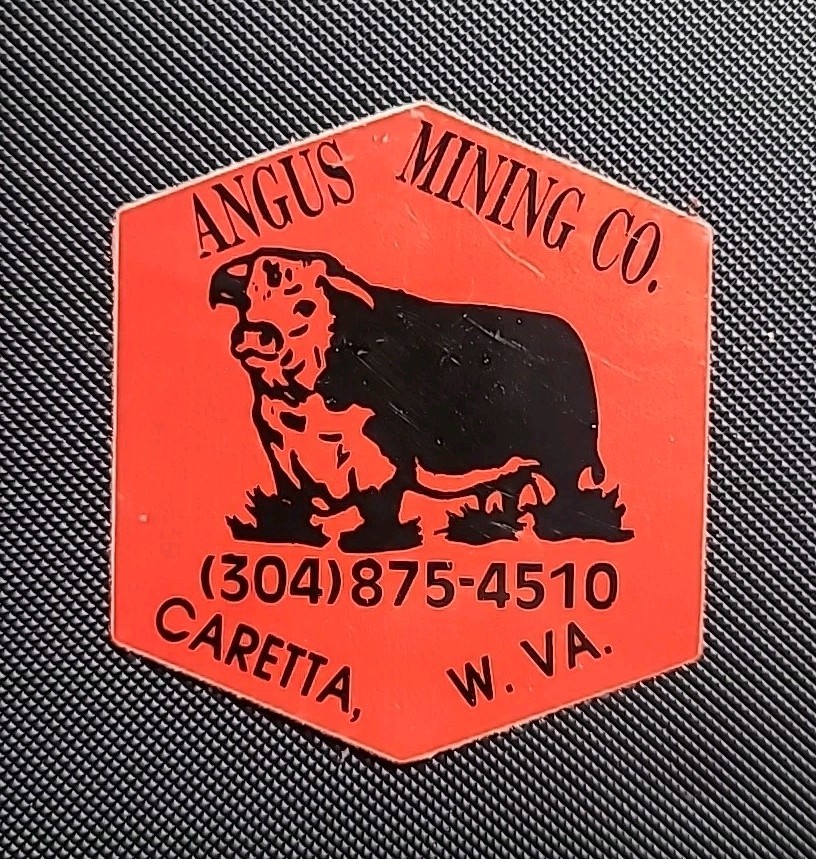 ANGUS MINING CO.
(304)875-4510
CARETTA, W. VA.